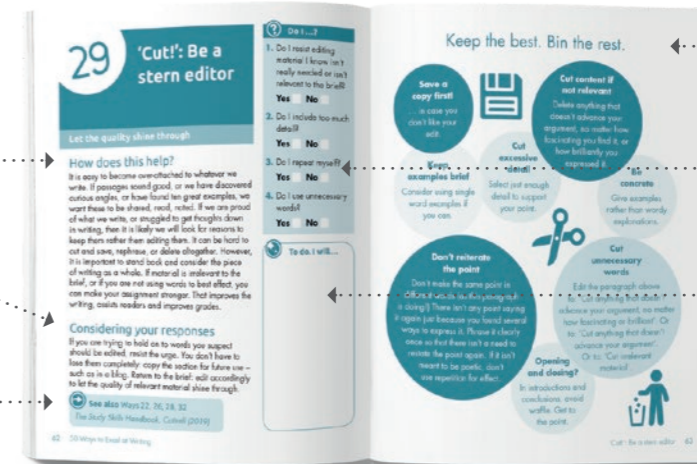 29
'Cut!': Be a
stern editor
Let the quality shine through
How does this help?
It is easy to become over-attached to whatever we
write. If passages sound good, or we have discovered
curious angles, or have found ten great examples, we
want these to be shared, read, noted. If we are proud
of what we write, or struggled to get thoughts down
in writing, then it is likely we will look for reasons to
keep them rather than editing them. It can be hard to
cut and save, rephrase, or delete altogether. However,
it is important to stand back and consider the piece
of writing as a whole. If material is irrelevant to the
brief, or if you are not using words to best effect, you
can make your assignment stronger. That improves the
writing, assists readers and improves grades.
Considering your responses
If you are trying to hold on to words you suspect
should be edited, resist the urge. You don't have to
lose them completely: copy the section for future use –
such as in a blog. Return to the brief: edit accordingly
to let the quality of relevant material shine through.
See also Ways 22, 26, 28, 32
The Study Skills Handbook, Cottrell (2019)
62 50 Ways to Excel at Writing
? Do I...?
1. Do I resist editing
material I know isn't
really needed or isn't
relevant to the brief?
Yes No
2. Do I include too much
detail?
Yes No
3. Do I repeat myself?
Yes No
4. Do I use unnecessary
words?
Yes No
To do. I will...
Keep the best. Bin the rest.
Save a
copy first!
... in case you
don't like your
edit.
Cut content if
not relevant
Delete anything that
doesn't advance your
argument, no matter how
fascinating you find it, or
how brilliantly you
expressed it.
Keep
examples brief
Consider using single
word examples if
you can.
Cut
excessive
detail
Select just enough
detail to support
your point.
Be
concrete
Give examples
rather than wordy
explanations.
Don't reiterate
the point
Don't make the same point in
different words (as this paragraph
is doing!) There isn't any point saying
it again just because you found several
ways to express it. Phrase it clearly
once so that there isn't a need to
restate the point again. If it isn't
meant to be poetic, don't
use repetition for effect.
Cut
unnecessary
words
Edit the paragraph above
to: 'Cut anything that doesn't
advance your argument, no matter
how fascinating or brilliant'. Or
to: 'Cut anything that doesn't
advance your argument'.
Or to: 'Cut irrelevant
material'.
Opening
and closing?
In introductions and
conclusions, avoid
waffle. Get to
the point.
'Cut!': Be a stern editor 63